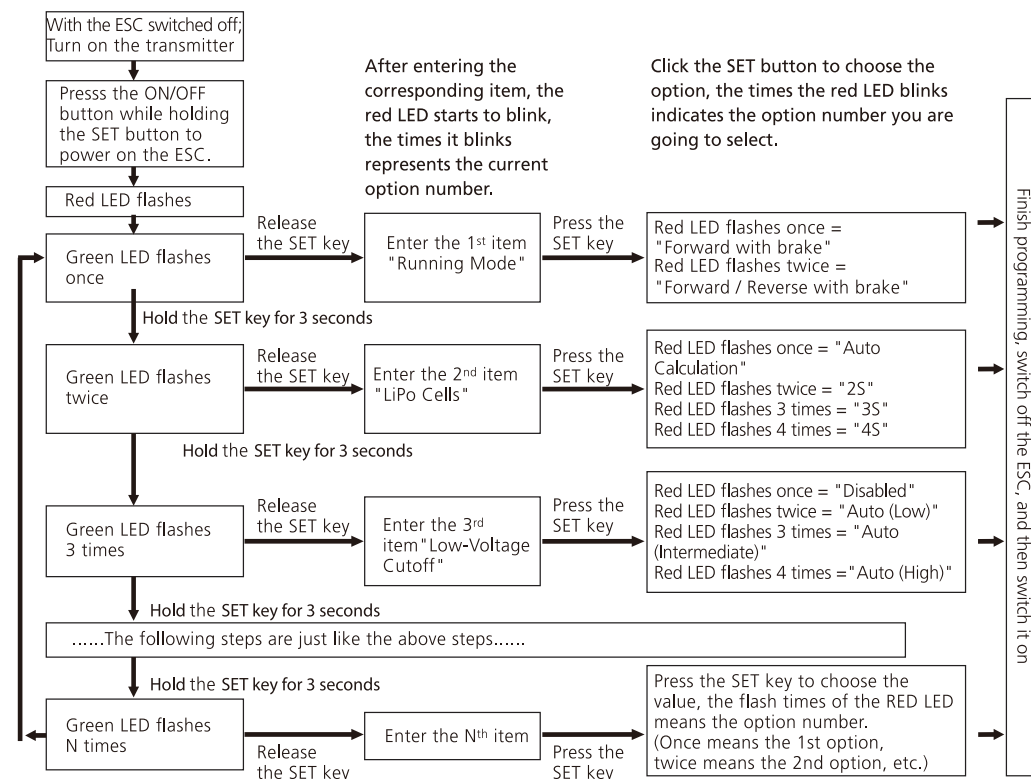 With the ESC switched off;
Turn on the transmitter
Presss the ON/OFF
button while holding
the SET button to
power on the ESC.
Red LED flashes
After entering the
corresponding item, the
red LED starts to blink,
the times it blinks
represents the current
option number.
Click the SET button to choose the
option, the times the red LED blinks
indicates the option number you are
going to select.
Green LED flashes
once
Release
the SET key
Enter the 1st item
"Running Mode"
Press the
SET key
Red LED flashes once =
"Forward with brake"
Red LED flashes twice =
"Forward / Reverse with brake"
Hold the SET key for 3 seconds
Green LED flashes
twice
Release
the SET key
Enter the 2nd item
"LiPo Cells"
Press the
SET key
Red LED flashes once = "Auto
Calculation"
Red LED flashes twice = "2S"
Red LED flashes 3 times = "3S"
Red LED flashes 4 times = "4S"
Hold the SET key for 3 seconds
Green LED flashes
3 times
Release
the SET key
Enter the 3rd
item"Low-Voltage
Cutoff"
Press the
SET key
Red LED flashes once = "Disabled"
Red LED flashes twice = "Auto (Low)"
Red LED flashes 3 times = "Auto
(Intermediate)"
Red LED flashes 4 times ="Auto (High)"
Hold the SET key for 3 seconds
......The following steps are just like the above steps......
Hold the SET key for 3 seconds
Green LED flashes
N times
Release
the SET key
Enter the Nth item
Press the
SET key
Press the SET key to choose the
value, the flash times of the RED LED
means the option number.
(Once means the 1st option,
twice means the 2nd option, etc.)
Finish programming, switch off the ESC, and then switch it on